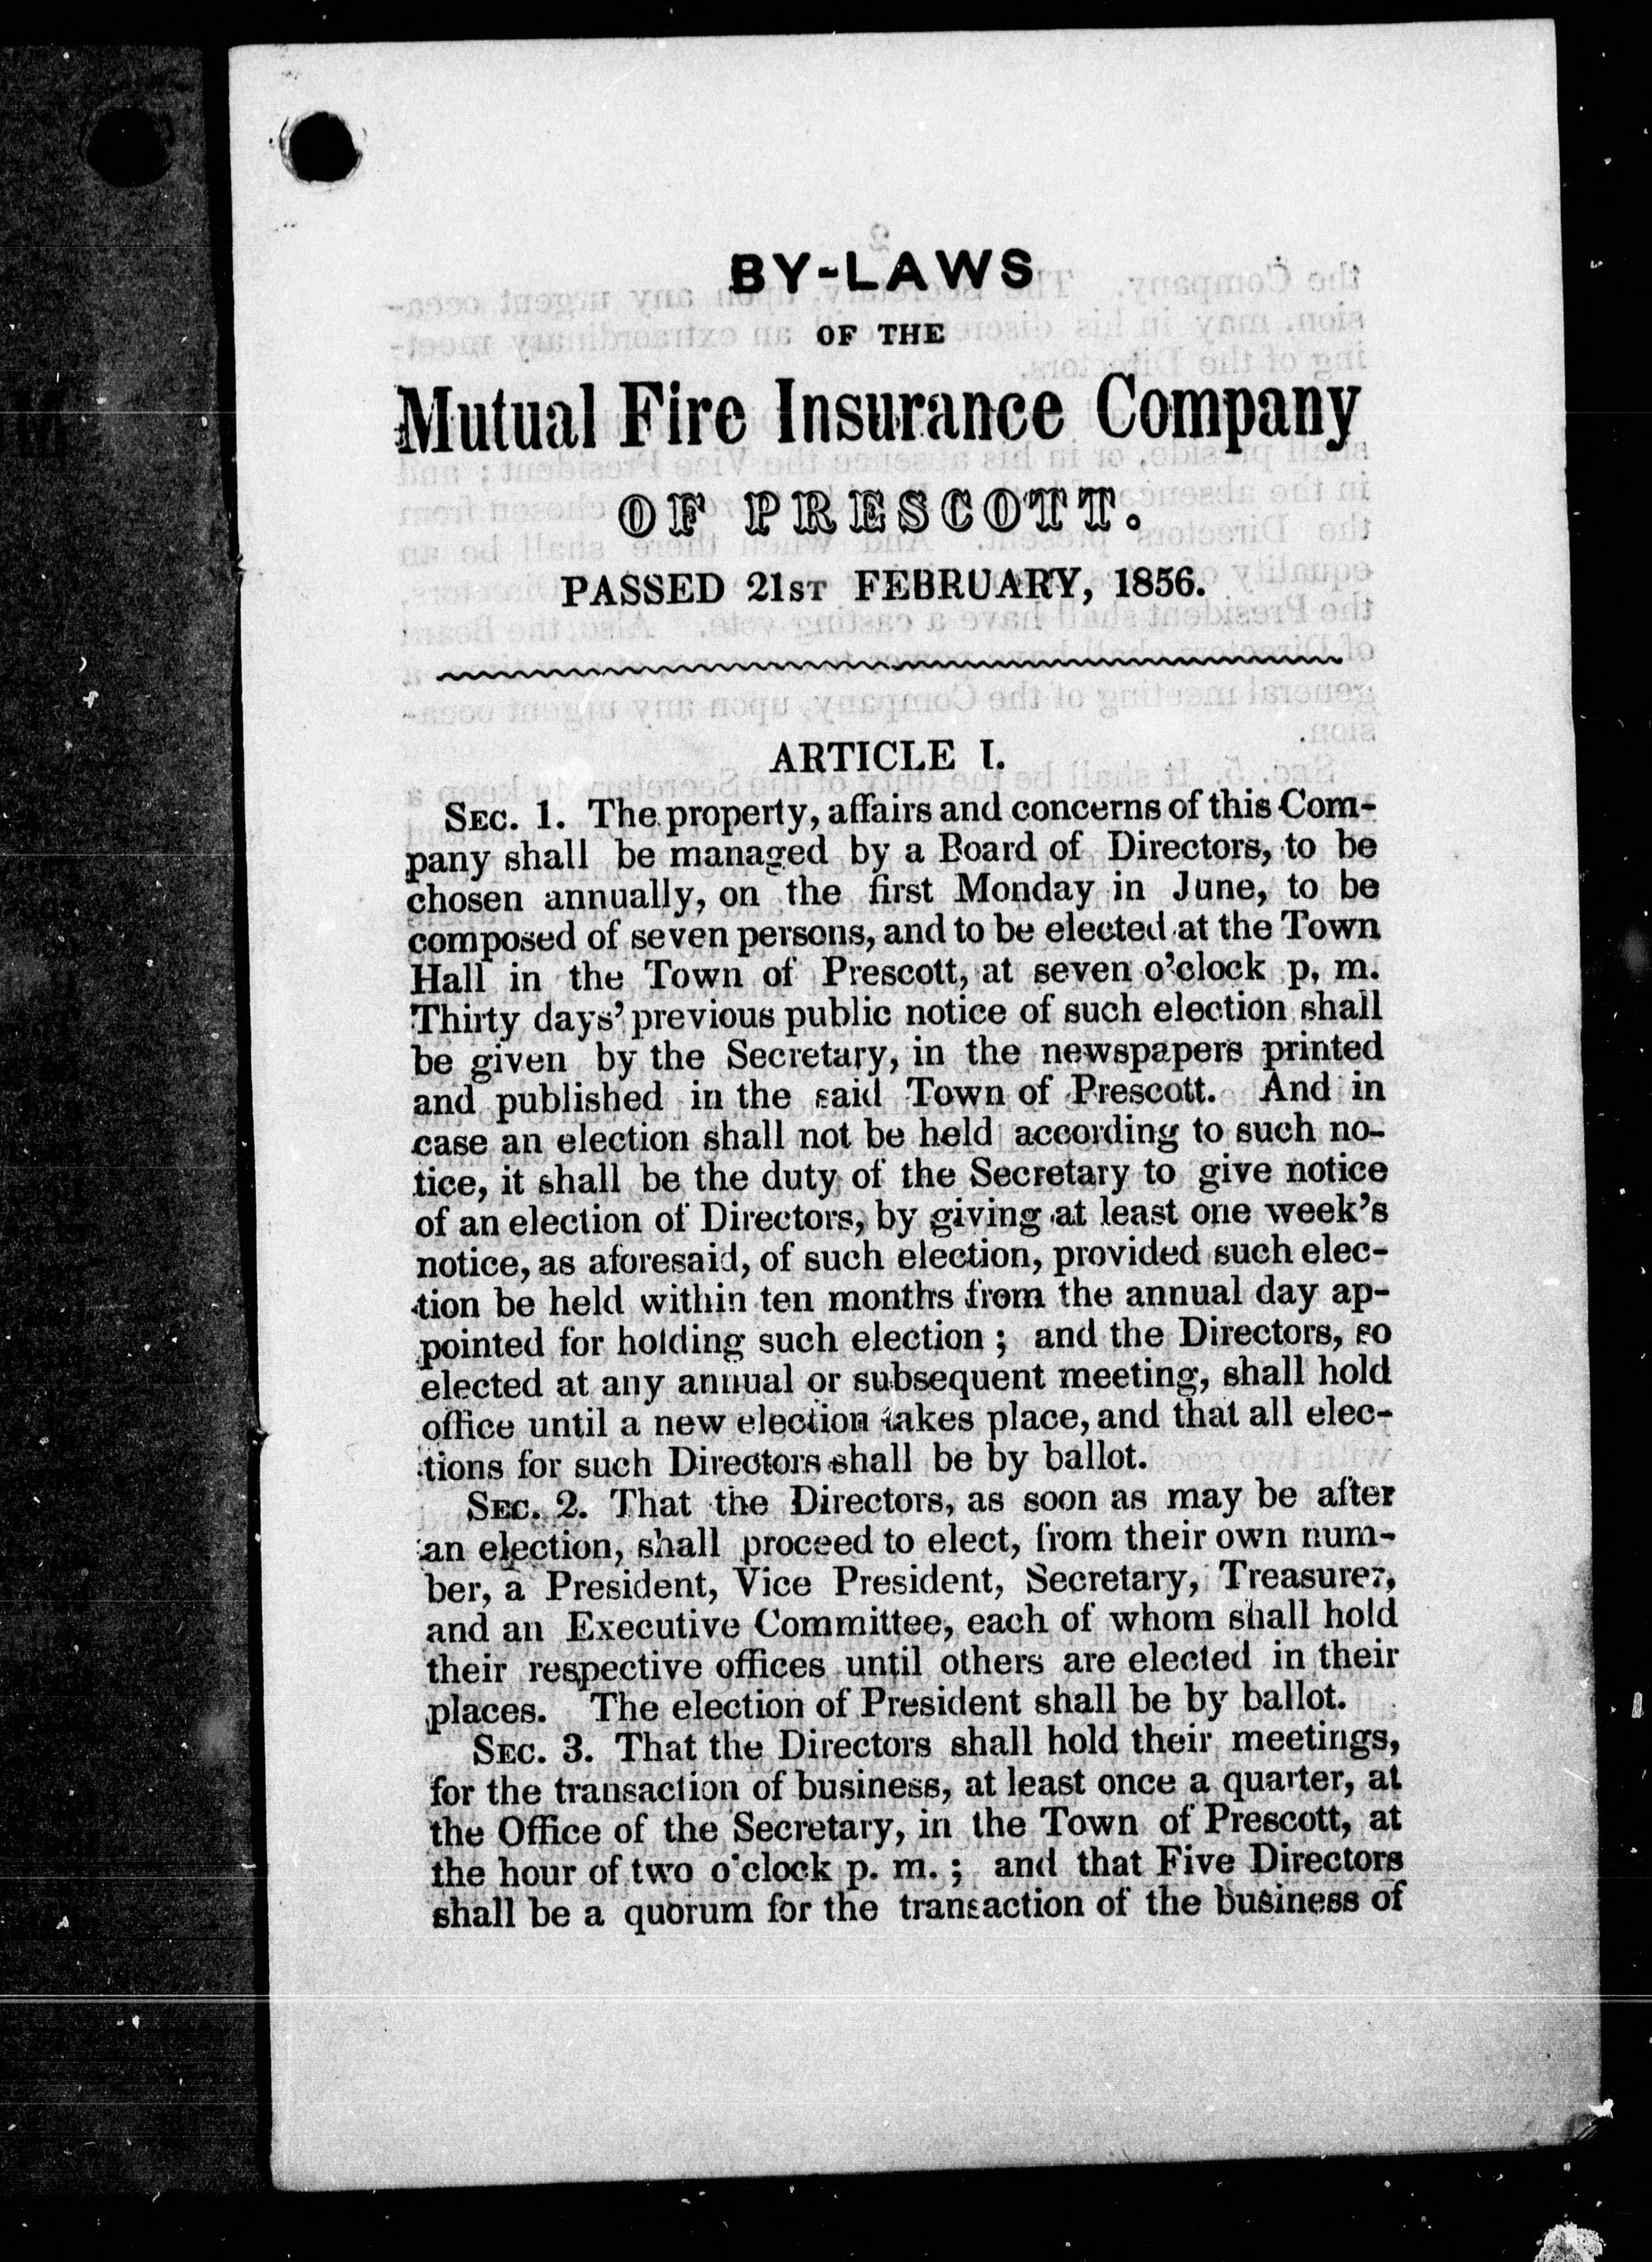 BY-LAWS
OF THE
Mutual Fire Insurance Company
OF PRESCOTT.
PASSED 21ST FEBRUARY, 1856.
ARTICLE I.
SEC. 1. The property, affairs and concerns of this Com-
pany shall be managed by a Board of Directors, to be
chosen annually, on the first Monday in June, to be
composed of seven persons, and to be elected at the Town
Hall in the Town of Prescott, at seven o'clock p, m.
Thirty days' previous public notice of such election shall
be given by the Secretary, in the newspapers printed
and published in the said Town of Prescott. And in
case an election shall not be held according to such no-
tice, it shall be the duty of the Secretary to give notice
of an election of Directors, by giving at least one week's
notice, as aforesaid, of such election, provided such elec-
tion be held within ten months from the annual day ap-
pointed for holding such election; and the Directors, so
elected at any annual or subsequent meeting, shall hold
office until a new election takes place, and that all elec-
tions for such Directors shall be by ballot.
SEC. 2. That the Directors, as soon as may be after
an election, shall proceed to elect, from their own num-
ber, a President, Vice President, Secretary, Treasurer,
and an Executive Committee, each of whom shall hold
their respective offices until others are elected in their
places. The election of President shall be by ballot.
SEC. 3. That the Directors shall hold their meetings,
for the transaction of business, at least once a quarter, at
the Office of the Secretary, in the Town of Prescott, at
the hour of two o'clock p. m.; and that Five Directors
shall be a quorum for the transaction of the business of